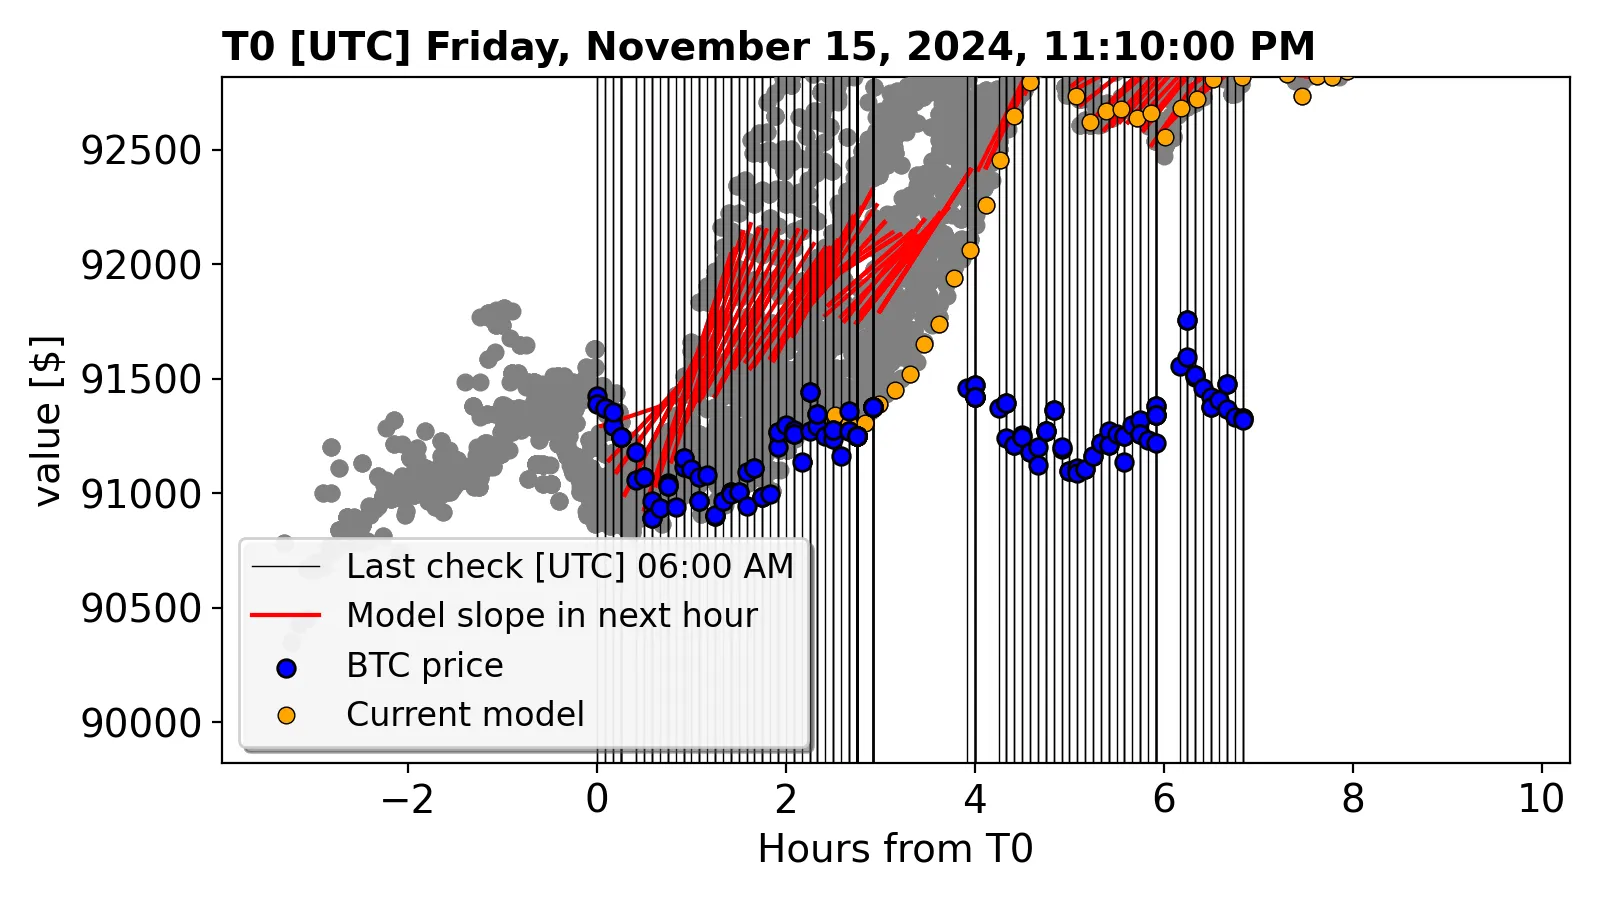 T0 [UTC] Friday, November 15, 2024, 11:10:00 PM
value [$]
92500
92000
91500
91000
90500
90000
Last check [UTC] 06:00 AM
Model slope in next hour
BTC price
Current model
−2 0 2 4 6 8 10
Hours from T0